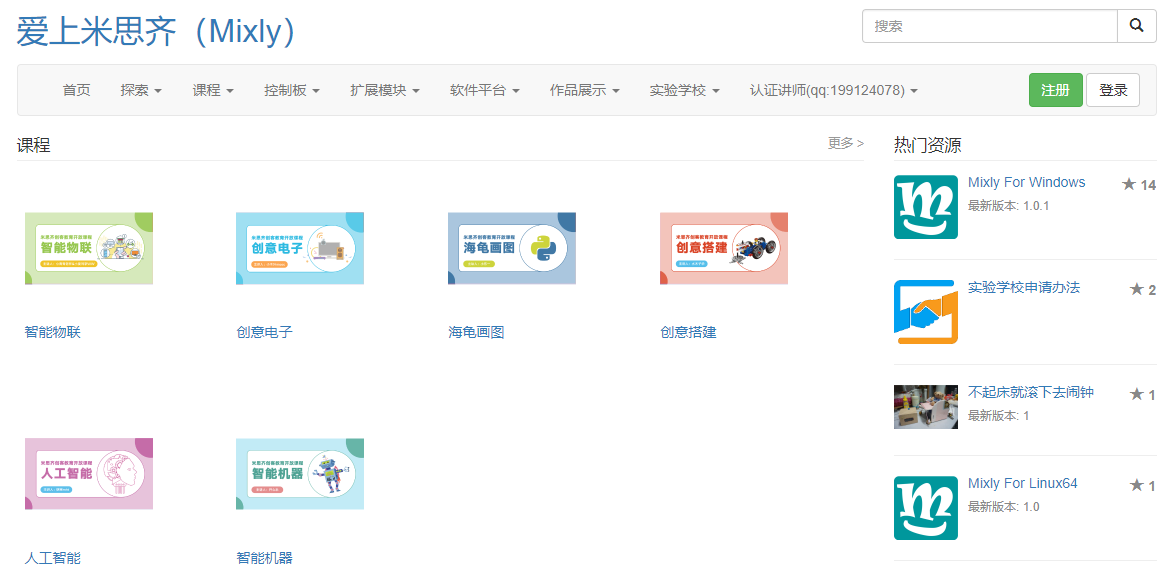 爱上米思齐（Mixly）
搜索
首页 探索 课程 控制板 扩展模块 软件平台 作品展示 实验学校 认证讲师(qq:199124078) 注册 登录
课程
更多 >
智能物联
创意电子
海龟画图
创意搭建
智能物联
创意电子
海龟画图
创意搭建
人工智能
智能机器
人工智能
智能机器
热门资源
Mixly For Windows
14
最新版本: 1.0.1
实验学校申请办法
2
不起床就滚下去闹钟
1
最新版本: 1
Mixly For Linux64
1
最新版本: 1.0